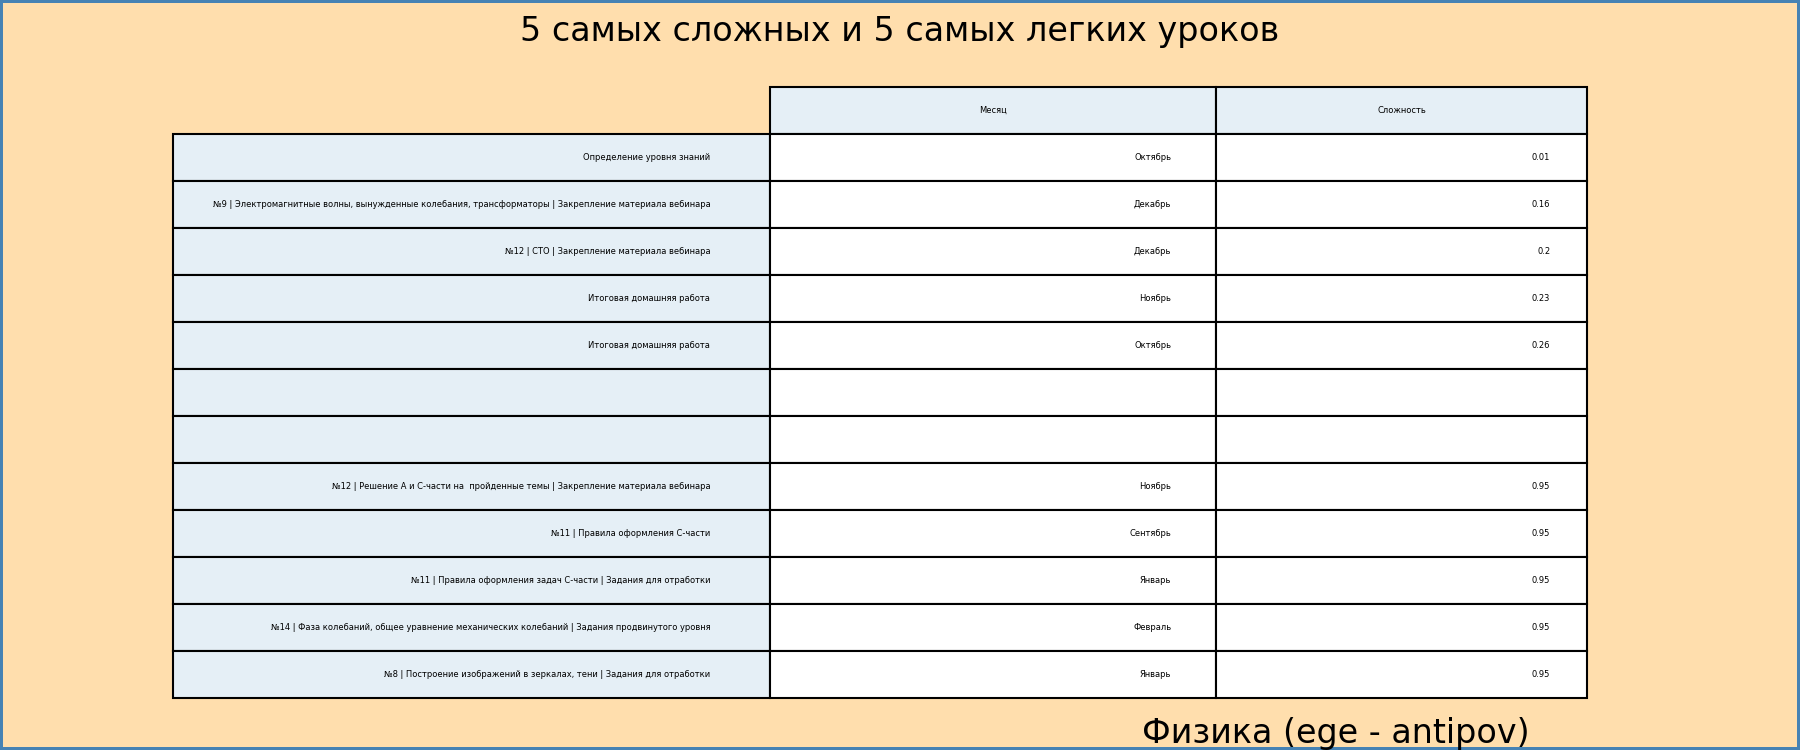 5 самых сложных и 5 самых легких уроков
Месяц Сложность
Определение уровня знаний Октябрь 0.01
№9 | Электромагнитные волны, вынужденные колебания, трансформаторы | Закрепление материала вебинара Декабрь 0.16
№12 | СТО | Закрепление материала вебинара Декабрь 0.2
Итоговая домашняя работа Ноябрь 0.23
Итоговая домашняя работа Октябрь 0.26
№12 | Решение А и С-части на  пройденные темы | Закрепление материала вебинара Ноябрь 0.95
№11 | Правила оформления С-части Сентябрь 0.95
№11 | Правила оформления задач С-части | Задания для отработки Январь 0.95
№14 | Фаза колебаний, общее уравнение механических колебаний | Задания продвинутого уровня Февраль 0.95
№8 | Построение изображений в зеркалах, тени | Задания для отработки Январь 0.95
Физика (ege - antipov)